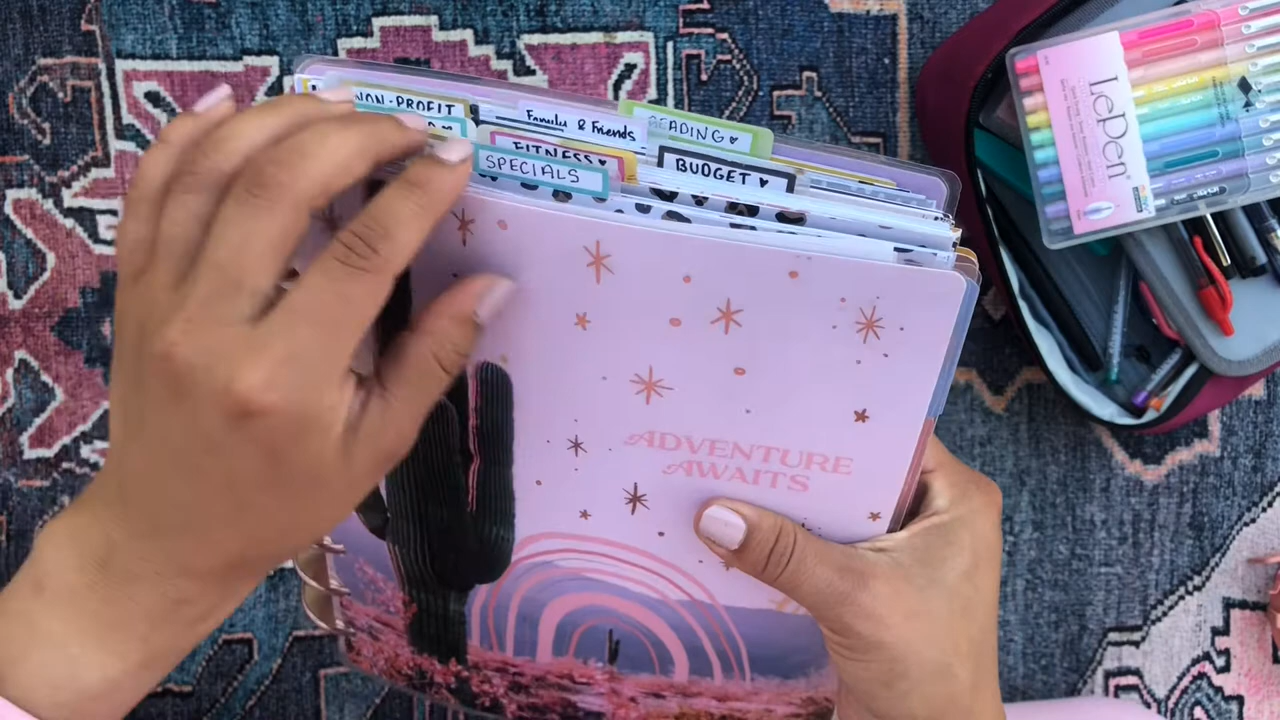 NON-PROFIT
Family & Friends
READING ♥
FITNESS ♥
BUDGET ♥
SPECIALS
ADVENTURE
AWAITS
LePen